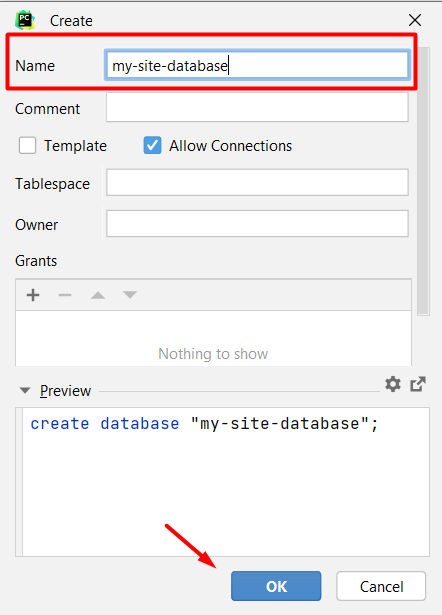 PC Create
Name my-site-database
Comment
Template Allow Connections
Tablespace
Owner
Grants
Nothing to show
Preview
create database "my-site-database";
OK Cancel